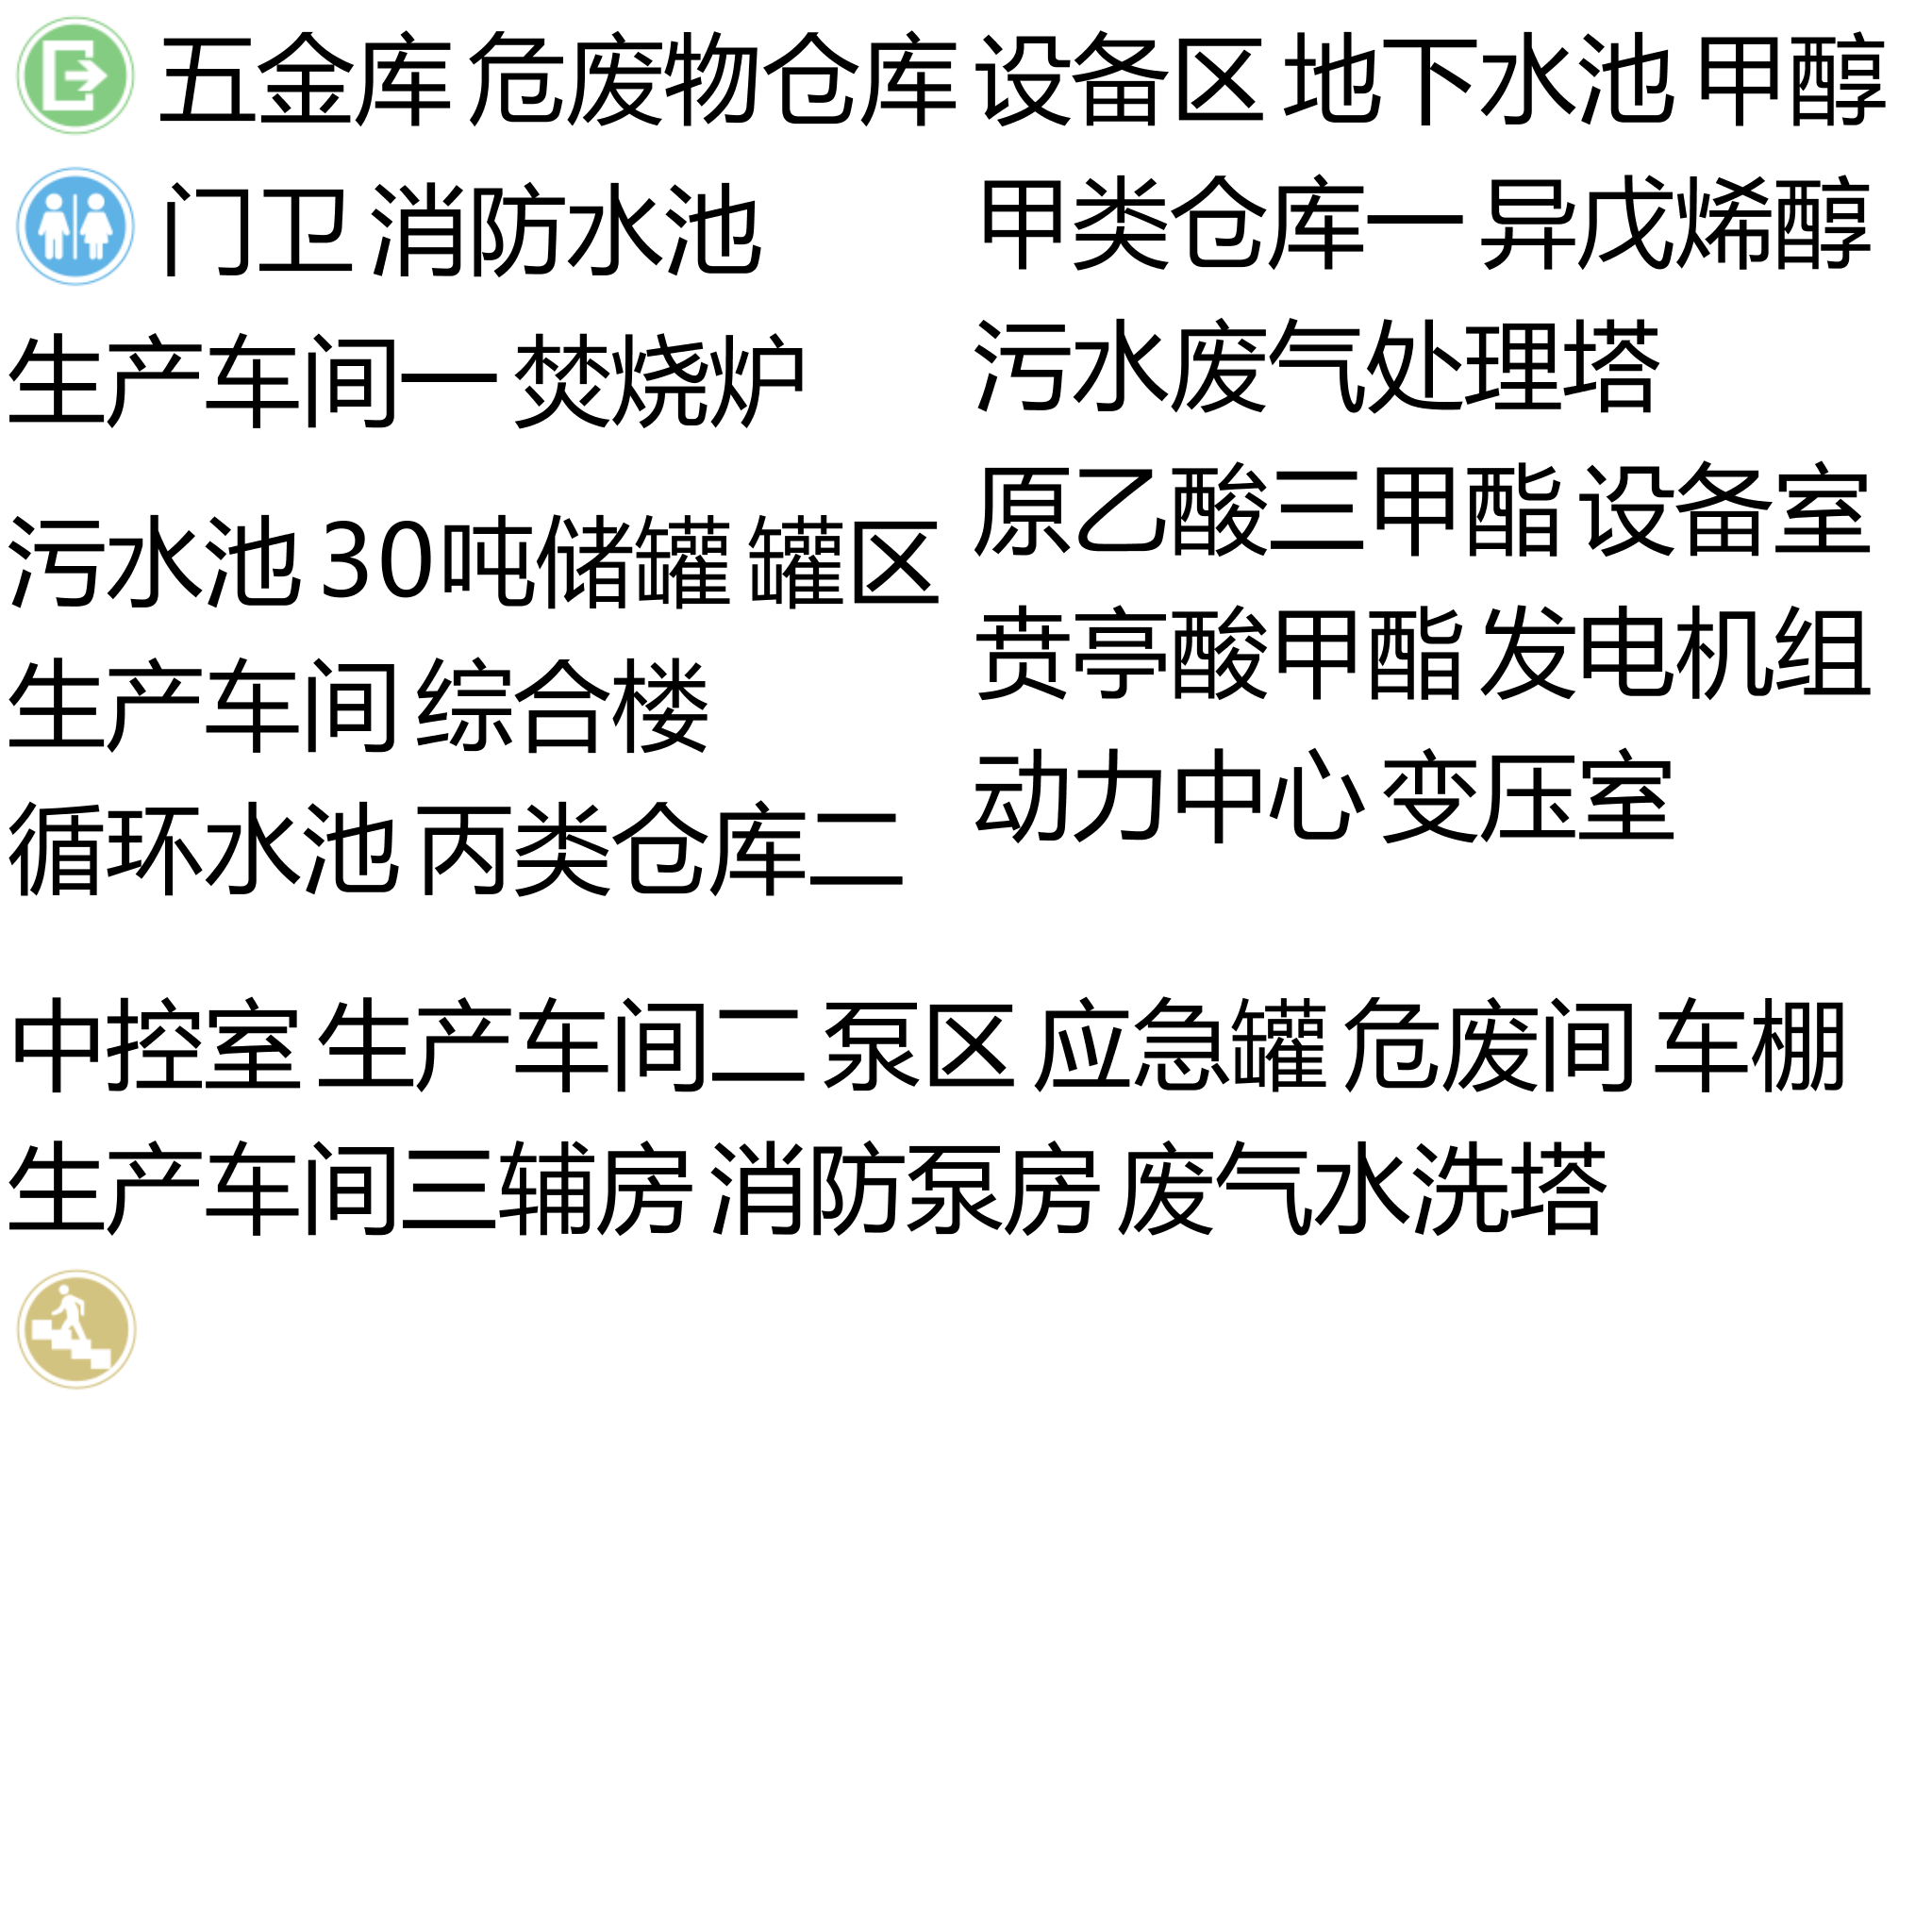 五金库 危废物仓库 设备区 地下水池 甲醇
门卫 消防水池 甲类仓库一 异戊烯醇
生产车间一 焚烧炉 污水废气处理塔
污水池 30吨储罐 罐区 原乙酸三甲酯 设备室
生产车间 综合楼 贲亭酸甲酯 发电机组
循环水池 丙类仓库二 动力中心 变压室
中控室 生产车间二 泵区 应急罐 危废间 车棚
生产车间三辅房 消防泵房 废气水洗塔